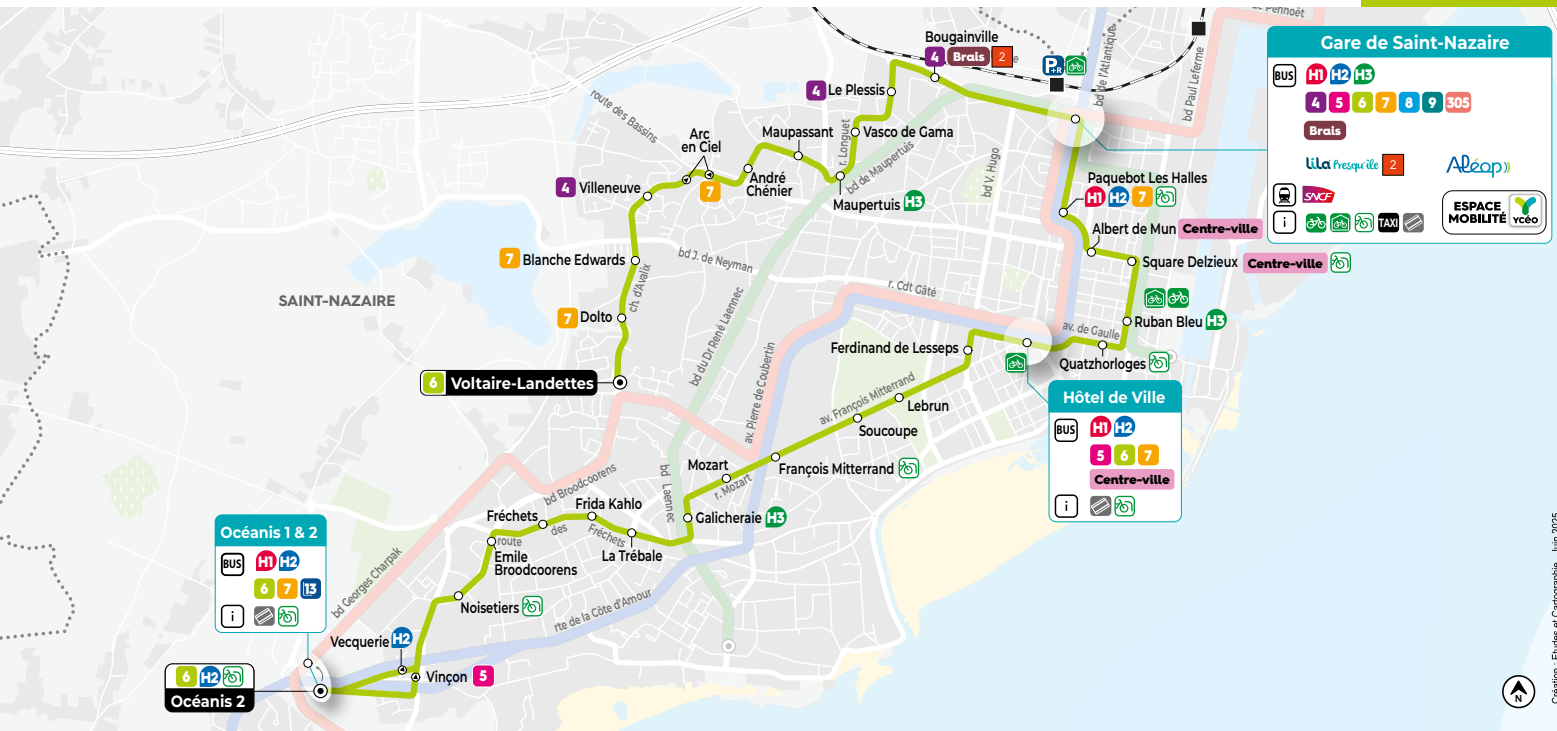 bd de Penhoët
Bougainville
4 Brais 2
P+R
bd de l'Atlantique
bd Paul Leferme
Gare de Saint-Nazaire
BUS H1 H2 H3
4 5 6 7 8 9 305
Brais
LiLa Presqu'île 2 Aléop
SNCF
i TAXI
ESPACE
MOBILITÉ
YCÉO
4 Le Plessis
route des Bassins
Arc
en Ciel
7
Maupassant
r. Longuet
Vasco de Gama
bd de Maupertuis
André
Chénier
Maupertuis H3
bd V. Hugo
4 Villeneuve
Paquebot Les Halles
H1 H2 7
Albert de Mun Centre-ville
Square Delzieux Centre-ville
7 Blanche Edwards
ch. d'Avalix
bd J. de Neyman
SAINT-NAZAIRE
r. Cdt Gâté
7 Dolto
bd du Dr René Laennec
Ruban Bleu H3
av. de Gaulle
Quatzhorloges
Ferdinand de Lesseps
6 Voltaire-Landettes
av. Pierre de Coubertin
av. François Mitterrand
Lebrun
Soucoupe
Hôtel de Ville
BUS H1 H2
5 6 7
Centre-ville
i
François Mitterrand
Mozart
r. Mozart
bd Laennec
Galicheraie H3
bd Broodcoorens
Frida Kahlo
Fréchets
route des Fréchets
La Trébale
Emile
Broodcoorens
Noisetiers
rte de la Côte d'Amour
bd Georges Charpak
Océanis 1 & 2
BUS H1 H2
6 7 13
i
Vecquerie H2
Vinçon 5
6 H2
Océanis 2
N
Création : Etudes et Cartographie - Juin 2025